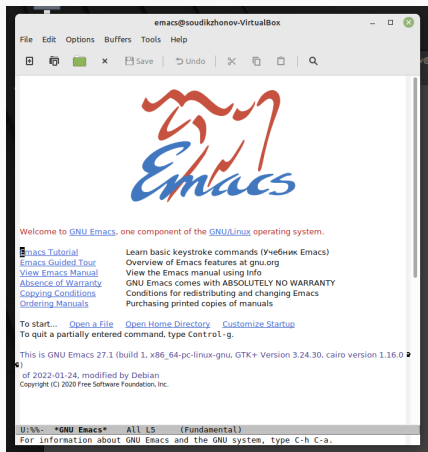 emacs@soudikzhonov-VirtualBox
File Edit Options Buffers Tools Help
Save Undo
Emacs
Welcome to GNU Emacs, one component of the GNU/Linux operating system.
Emacs Tutorial Learn basic keystroke commands (Учебник Emacs)
Emacs Guided Tour Overview of Emacs features at gnu.org
View Emacs Manual View the Emacs manual using Info
Absence of Warranty GNU Emacs comes with ABSOLUTELY NO WARRANTY
Copying Conditions Conditions for redistributing and changing Emacs
Ordering Manuals Purchasing printed copies of manuals
To start... Open a File Open Home Directory Customize Startup
To quit a partially entered command, type Control-g.
This is GNU Emacs 27.1 (build 1, x86_64-pc-linux-gnu, GTK+ Version 3.24.30, cairo version 1.16.0
)
of 2022-01-24, modified by Debian
Copyright (C) 2020 Free Software Foundation, Inc.
U:%%- *GNU Emacs* All L5 (Fundamental)
For information about GNU Emacs and the GNU system, type C-h C-a.